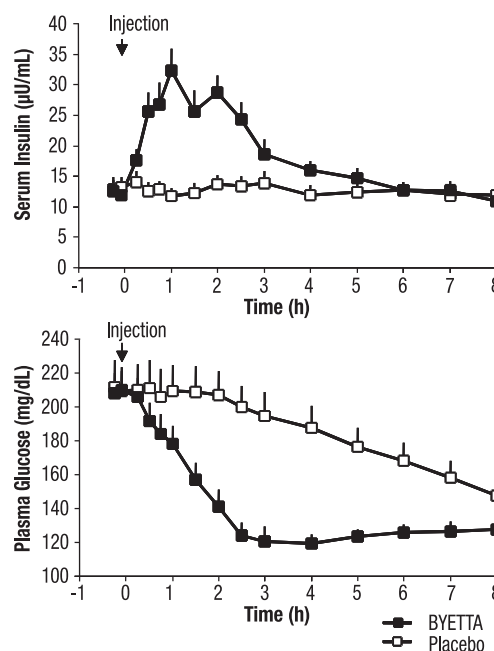 Injection
Serum Insulin (µU/mL)
40
35
30
25
20
15
10
5
0
-1 0 1 2 3 4 5 6 7 8
Time (h)
Injection
Plasma Glucose (mg/dL)
240
220
200
180
160
140
120
100
-1 0 1 2 3 4 5 6 7 8
Time (h)
BYETTA
Placebo